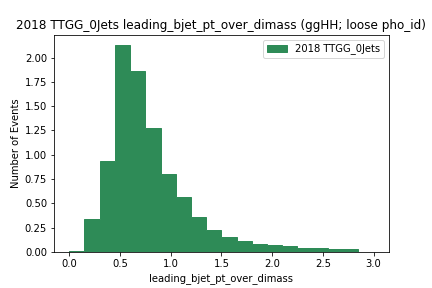 2018 TTGG_0Jets leading_bjet_pt_over_dimass (ggHH; loose pho_id)
2018 TTGG_0Jets
Number of Events
2.00
1.75
1.50
1.25
1.00
0.75
0.50
0.25
0.00
0.0 0.5 1.0 1.5 2.0 2.5 3.0
leading_bjet_pt_over_dimass